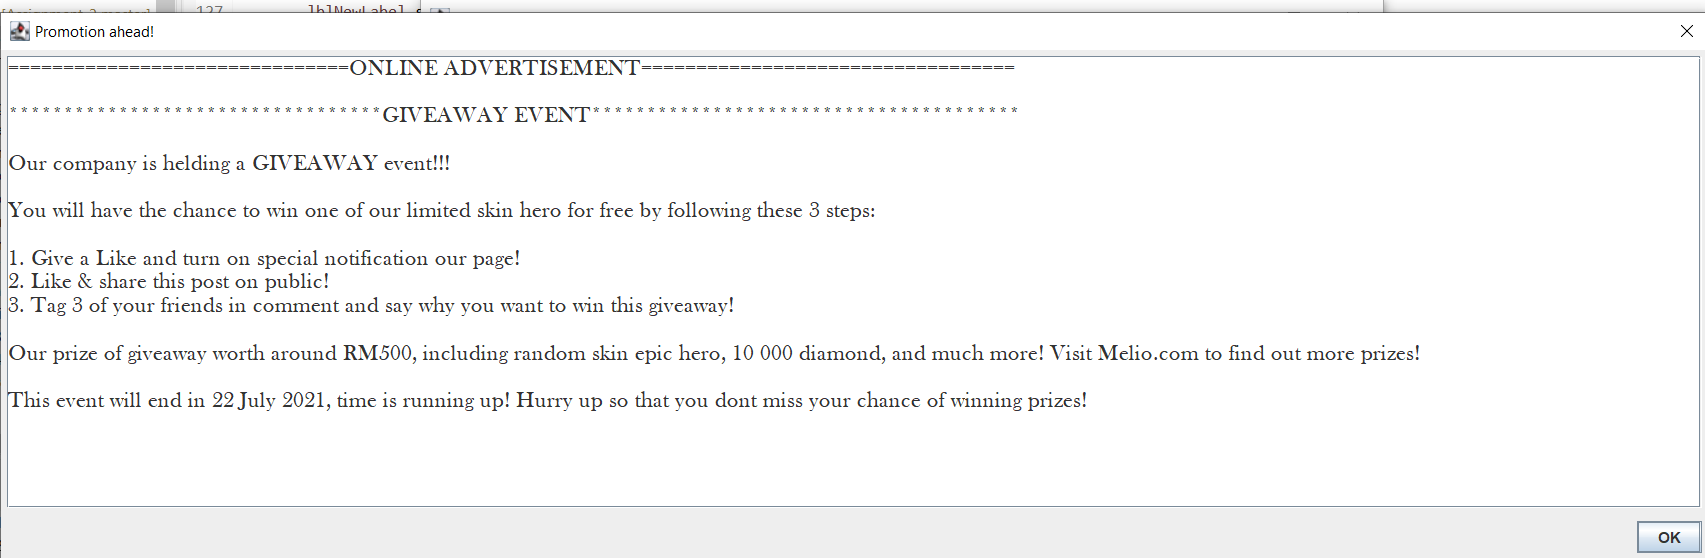 127 lblNewLabel
Promotion ahead!
===============================ONLINE ADVERTISEMENT==================================
**********************************GIVEAWAY EVENT***************************************
Our company is helding a GIVEAWAY event!!!
You will have the chance to win one of our limited skin hero for free by following these 3 steps:
1. Give a Like and turn on special notification our page!
2. Like & share this post on public!
3. Tag 3 of your friends in comment and say why you want to win this giveaway!
Our prize of giveaway worth around RM500, including random skin epic hero, 10 000 diamond, and much more! Visit Melio.com to find out more prizes!
This event will end in 22 July 2021, time is running up! Hurry up so that you dont miss your chance of winning prizes!
OK